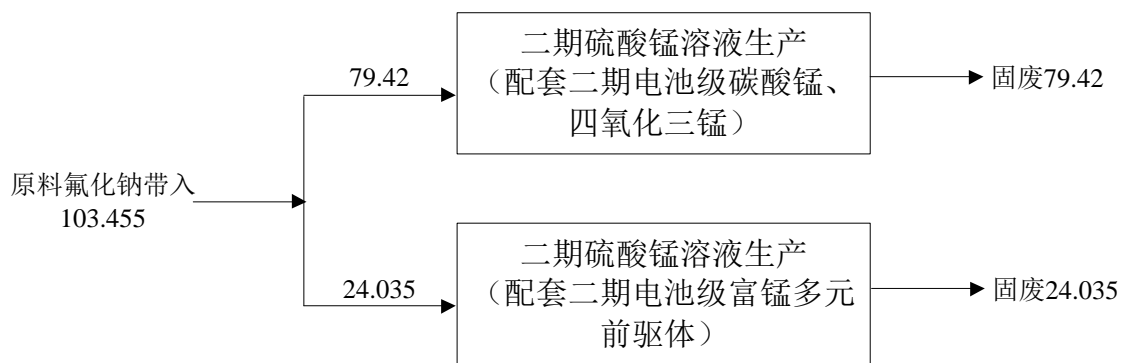 二期硫酸锰溶液生产
（配套二期电池级碳酸锰、
四氧化三锰）
79.42
固废79.42
原料氟化钠带入
103.455
二期硫酸锰溶液生产
（配套二期电池级富锰多元
前驱体）
24.035
固废24.035